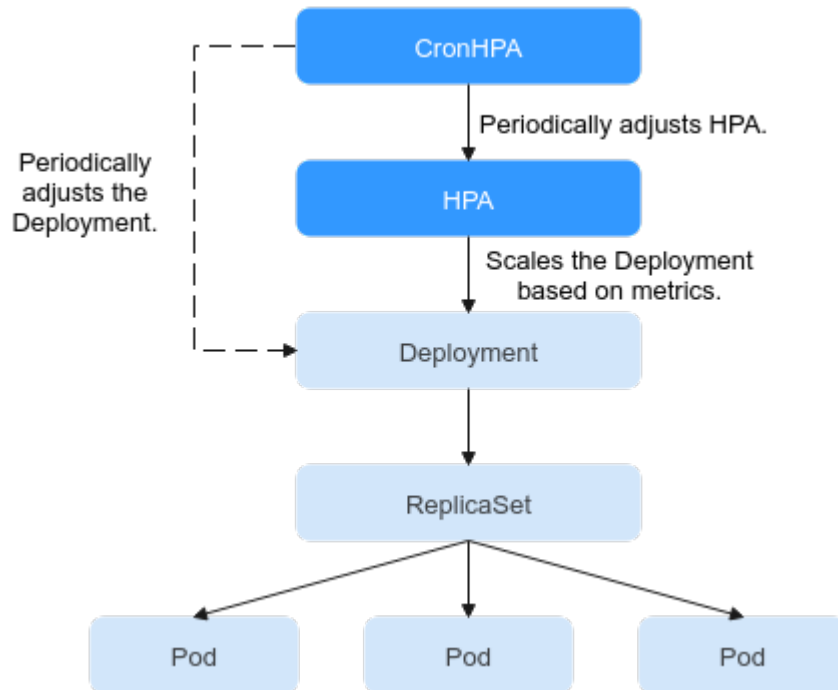 CronHPA
Periodically adjusts HPA.
Periodically
adjusts the
Deployment.
HPA
Scales the Deployment
based on metrics.
Deployment
ReplicaSet
Pod
Pod
Pod